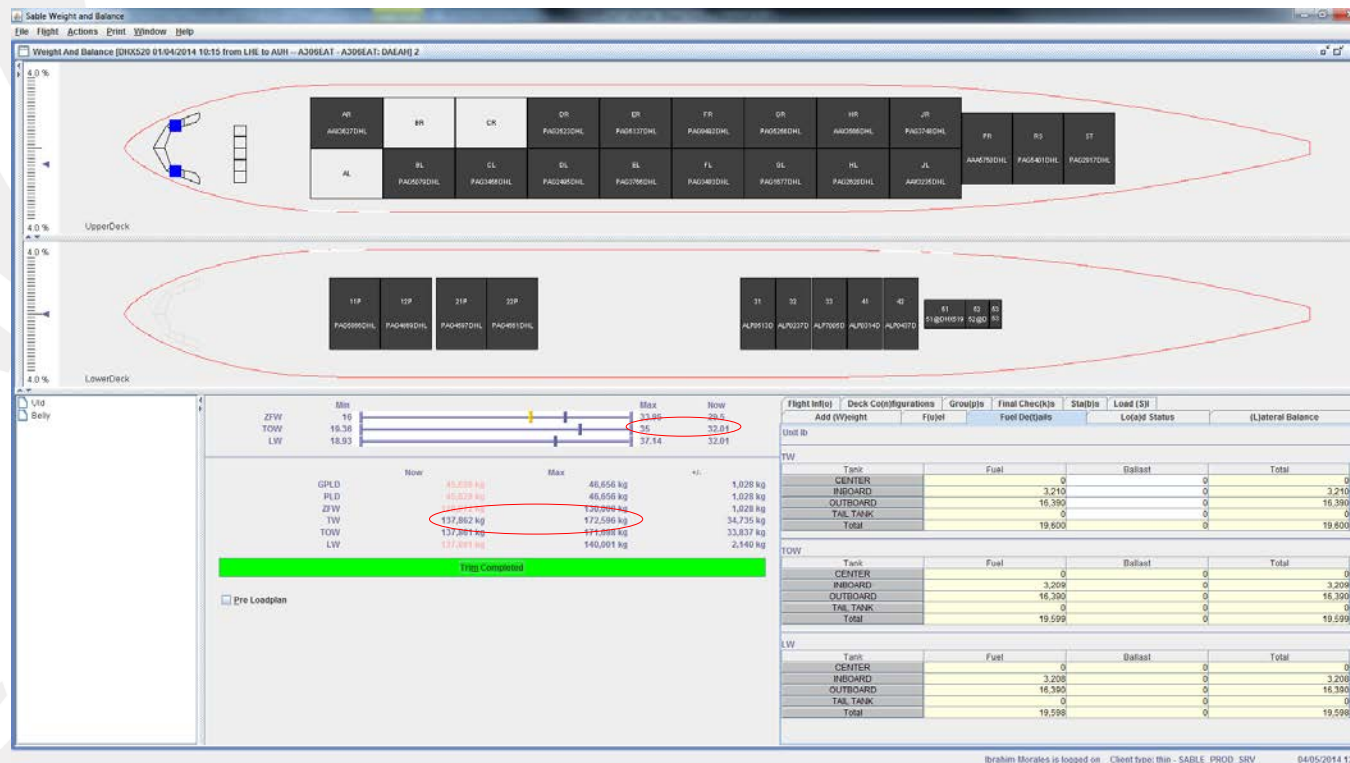 Sable Weight and Balance
File Flight Actions Print Window Help
Weight And Balance [DHX520 01/04/2014 10:15 from LHE to AUH -- A306EAT - A306EAT: DAEAH] 2
4.0 %
AR BR CR DR ER FR GR HR JR
PR RS ST
AL BL CL DL EL FL GL HL JL
4.0 %
UpperDeck
4.0 %
11P 12P 21P 22P 31 32 33 41 42 51 52 53
4.0 %
LowerDeck
Uld
Belly
Min Max Now
ZFW 16 33.95 29.5
TOW 19.36 35 32.01
LW 18.93 37.14 32.01
Now Max +/-
GPLD 46,656 kg 1,028 kg
PLD 46,656 kg 1,028 kg
ZFW 130,000 kg 1,028 kg
TW 137,862 kg 172,596 kg 34,735 kg
TOW 137,861 kg 171,698 kg 33,837 kg
LW 140,001 kg 2,140 kg
Trim Completed
Pre Loadplan
Flight Inf(o) Deck Co(n)figurations Grou(p)s Final Chec(k)s Sta(b)s Load (S)I
Add (W)eight F(u)el Fuel De(t)ails Lo(a)d Status (L)ateral Balance
Unit lb
TW
Tank Fuel Ballast Total
CENTER 0 0 0
INBOARD 3,210 0 3,210
OUTBOARD 16,390 0 16,390
TAIL TANK 0 0 0
Total 19,600 0 19,600
TOW
Tank Fuel Ballast Total
CENTER 0 0 0
INBOARD 3,209 0 3,209
OUTBOARD 16,390 0 16,390
TAIL TANK 0 0 0
Total 19,599 0 19,599
LW
Tank Fuel Ballast Total
CENTER 0 0 0
INBOARD 3,208 0 3,208
OUTBOARD 16,390 0 16,390
TAIL TANK 0 0 0
Total 19,598 0 19,598
Ibrahim Morales is logged on Client type: thin - SABLE_PROD_SRV 04/05/2014